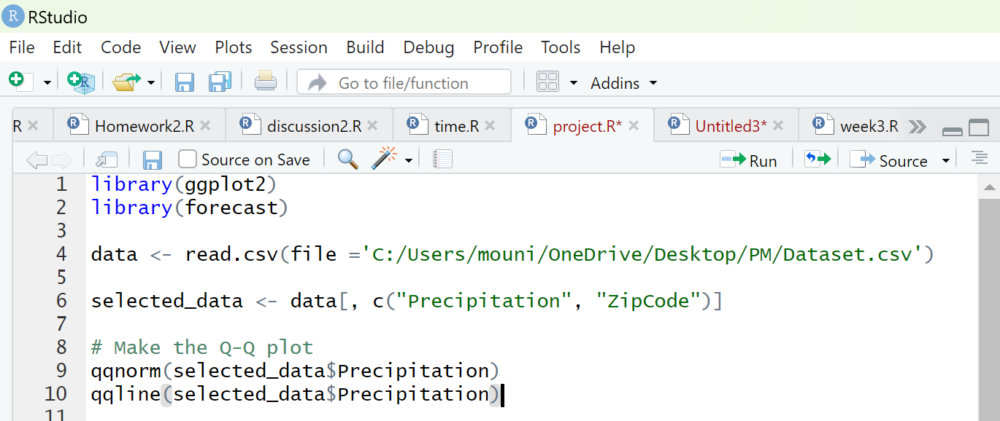 R RStudio
File Edit Code View Plots Session Build Debug Profile Tools Help
R Go to file/function Addins
R R Homework2.R R discussion2.R R time.R R project.R* R Untitled3* R week3.R
Source on Save Run Source
1 library(ggplot2)
2 library(forecast)
3
4 data <- read.csv(file ='C:/Users/mouni/OneDrive/Desktop/PM/Dataset.csv')
5
6 selected_data <- data[, c("Precipitation", "ZipCode")]
7
8 # Make the Q-Q plot
9 qqnorm(selected_data$Precipitation)
10 qqline(selected_data$Precipitation)
11